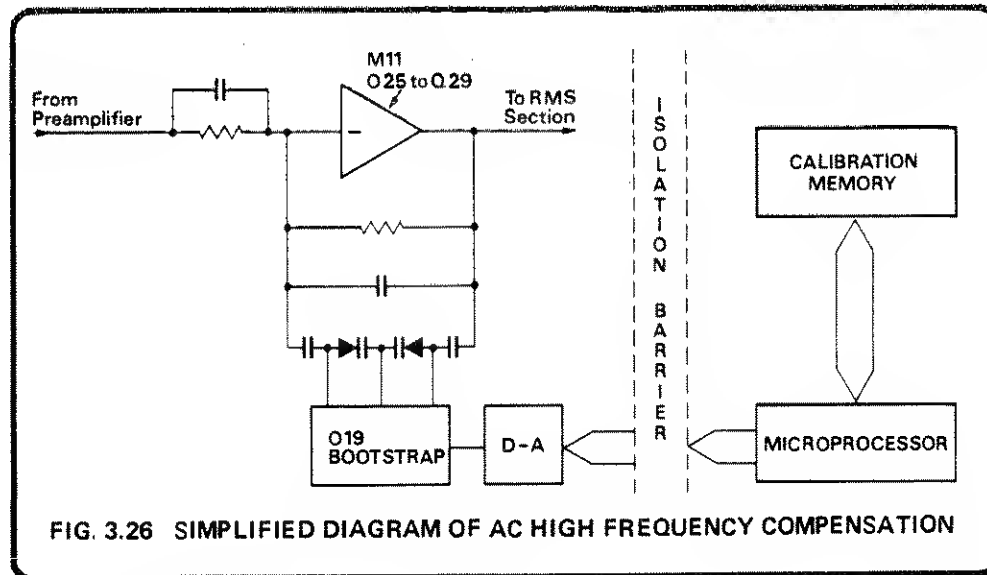 M11
Q25 to Q29
From
Preamplifier
To RMS
Section
−
ISOLATION BARRIER
CALIBRATION
MEMORY
Q19
BOOTSTRAP
D-A
MICROPROCESSOR
FIG. 3.26 SIMPLIFIED DIAGRAM OF AC HIGH FREQUENCY COMPENSATION